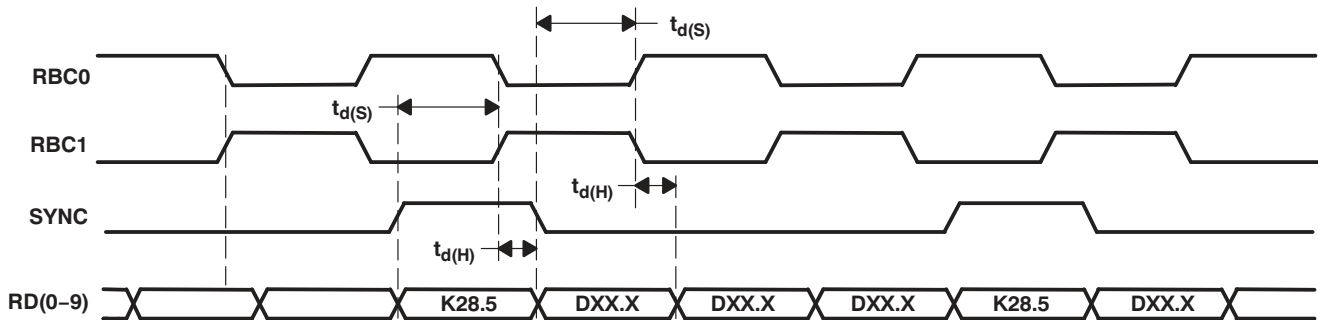 t_d(S)
RBC0
t_d(S)
RBC1
t_d(H)
SYNC
t_d(H)
RD(0–9) K28.5 DXX.X DXX.X DXX.X K28.5 DXX.X